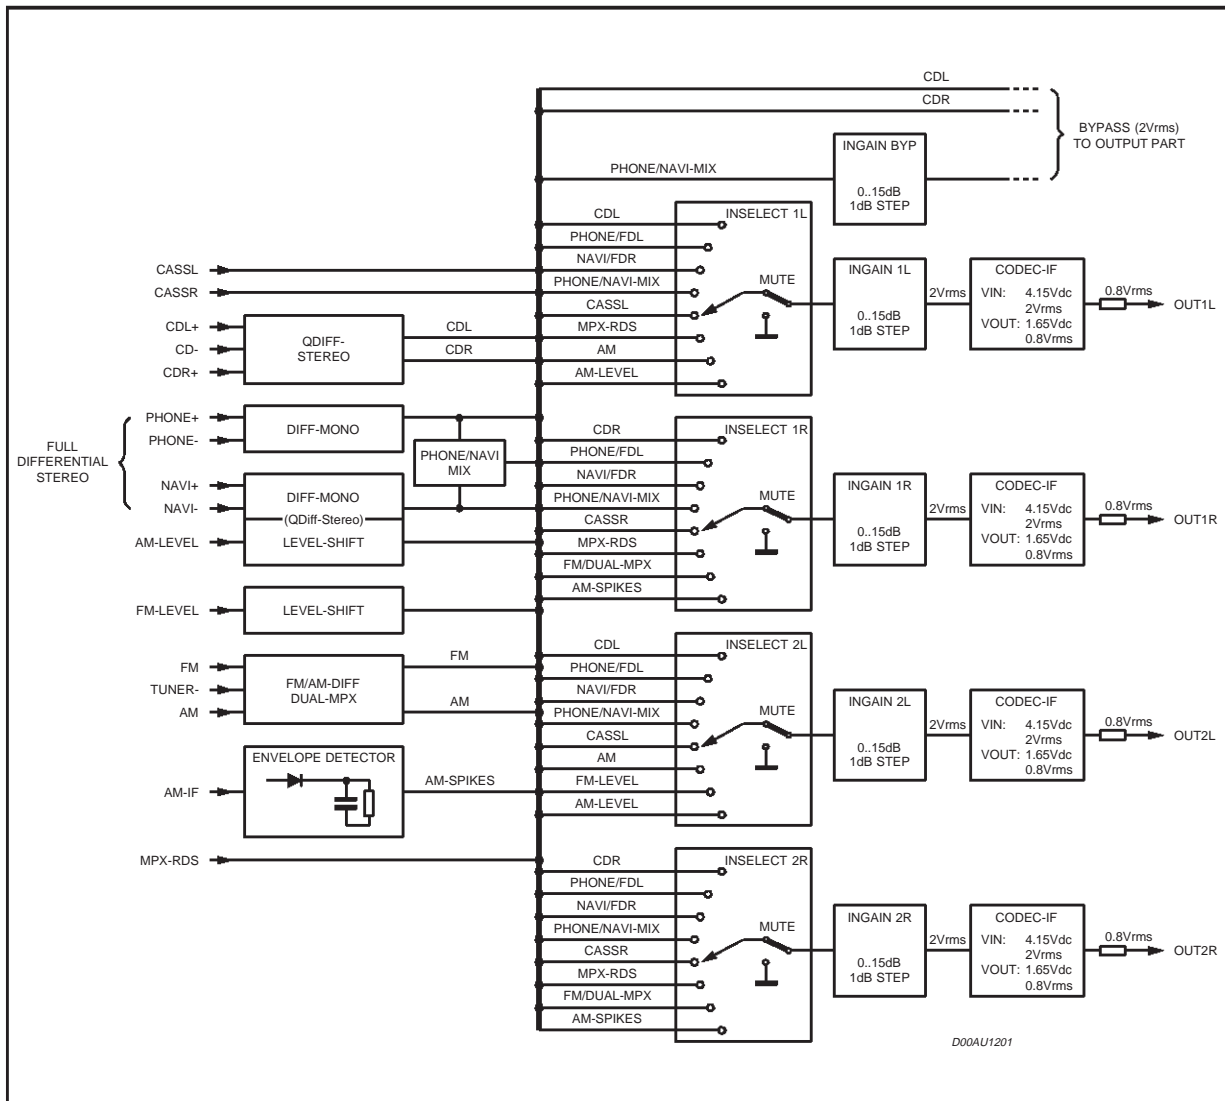 CDL
CDR
BYPASS (2Vrms)
TO OUTPUT PART
PHONE/NAVI-MIX
INGAIN BYP
0..15dB
1dB STEP
CASSL
CASSR
CDL+
CD-
CDR+
QDIFF-
STEREO
CDL
CDR
FULL
DIFFERENTIAL
STEREO
PHONE+
PHONE-
DIFF-MONO
PHONE/NAVI
MIX
NAVI+
NAVI-
DIFF-MONO
(QDiff-Stereo)
AM-LEVEL
LEVEL-SHIFT
FM-LEVEL
LEVEL-SHIFT
FM
TUNER-
AM
FM/AM-DIFF
DUAL-MPX
FM
AM
ENVELOPE DETECTOR
AM-IF
AM-SPIKES
MPX-RDS
INSELECT 1L
CDL
PHONE/FDL
NAVI/FDR
PHONE/NAVI-MIX
CASSL
MPX-RDS
AM
AM-LEVEL
MUTE
INGAIN 1L
0..15dB
1dB STEP
2Vrms
CODEC-IF
VIN: 4.15Vdc
2Vrms
VOUT: 1.65Vdc
0.8Vrms
0.8Vrms
OUT1L
INSELECT 1R
CDR
PHONE/FDL
NAVI/FDR
PHONE/NAVI-MIX
CASSR
MPX-RDS
FM/DUAL-MPX
AM-SPIKES
MUTE
INGAIN 1R
0..15dB
1dB STEP
2Vrms
CODEC-IF
VIN: 4.15Vdc
2Vrms
VOUT: 1.65Vdc
0.8Vrms
0.8Vrms
OUT1R
INSELECT 2L
CDL
PHONE/FDL
NAVI/FDR
PHONE/NAVI-MIX
CASSL
AM
FM-LEVEL
AM-LEVEL
MUTE
INGAIN 2L
0..15dB
1dB STEP
2Vrms
CODEC-IF
VIN: 4.15Vdc
2Vrms
VOUT: 1.65Vdc
0.8Vrms
0.8Vrms
OUT2L
INSELECT 2R
CDR
PHONE/FDL
NAVI/FDR
PHONE/NAVI-MIX
CASSR
MPX-RDS
FM/DUAL-MPX
AM-SPIKES
MUTE
INGAIN 2R
0..15dB
1dB STEP
2Vrms
CODEC-IF
VIN: 4.15Vdc
2Vrms
VOUT: 1.65Vdc
0.8Vrms
0.8Vrms
OUT2R
D00AU1201